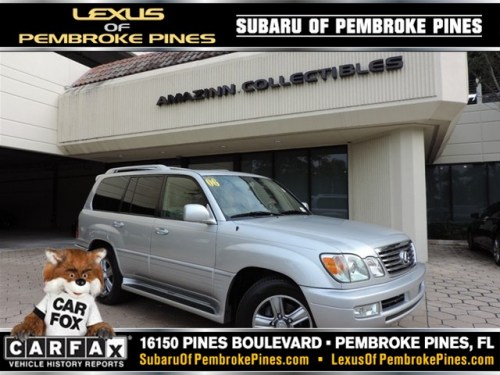 LEXUS
OF
PEMBROKE PINES
SUBARU OF PEMBROKE PINES
AMAZINN COLLECTIBLES
06
CAR
FOX
CARFAX
VEHICLE HISTORY REPORTS
16150 PINES BOULEVARD • PEMBROKE PINES, FL
SubaruOfPembrokePines.com • LexusOfPembrokePines.com